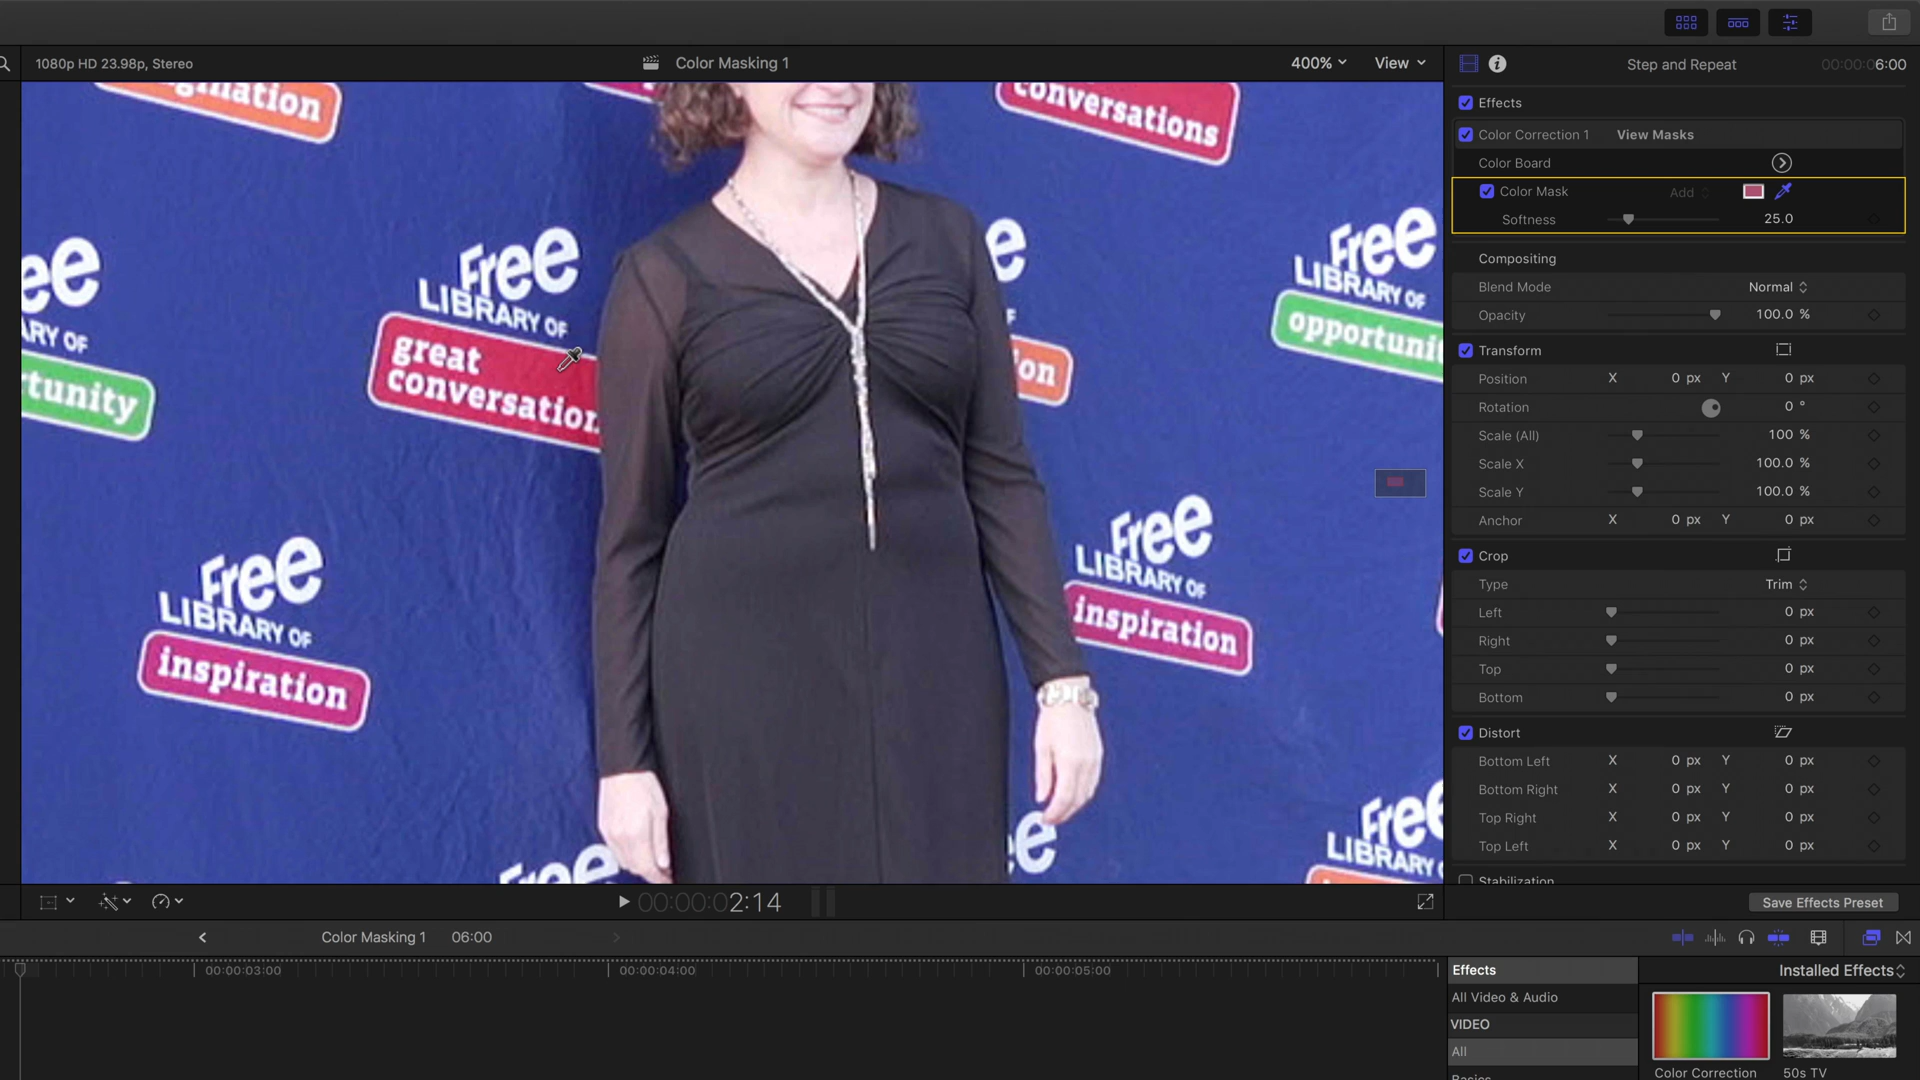 1080p HD 23.98p, Stereo
Color Masking 1
400%
View
Step and Repeat
00:00:06:00
Effects
Color Correction 1
View Masks
Color Board
Color Mask
Add
Softness
25.0
Compositing
Blend Mode
Normal
Opacity
100.0 %
Transform
Position
X
0 px
Y
0 px
Rotation
0 °
Scale (All)
100 %
Scale X
100.0 %
Scale Y
100.0 %
Anchor
X
0 px
Y
0 px
Crop
Type
Trim
Left
0 px
Right
0 px
Top
0 px
Bottom
0 px
Distort
Bottom Left
X
0 px
Y
0 px
Bottom Right
X
0 px
Y
0 px
Top Right
X
0 px
Y
0 px
Top Left
X
0 px
Y
0 px
Stabilization
Save Effects Preset
gination
conversations
ee
ARY OF
rtunity
Free
LIBRARY OF
great
conversation
e
F
ion
Free
LIBRARY OF
opportunit
Free
LIBRARY OF
inspiration
Free
LIBRARY OF
inspiration
Free
ee
Free
LIBRARY OF
00:00:02:14
Color Masking 1
06:00
00:00:03:00
00:00:04:00
00:00:05:00
Effects
Installed Effects
All Video & Audio
VIDEO
All
Basics
Color Correction
50s TV